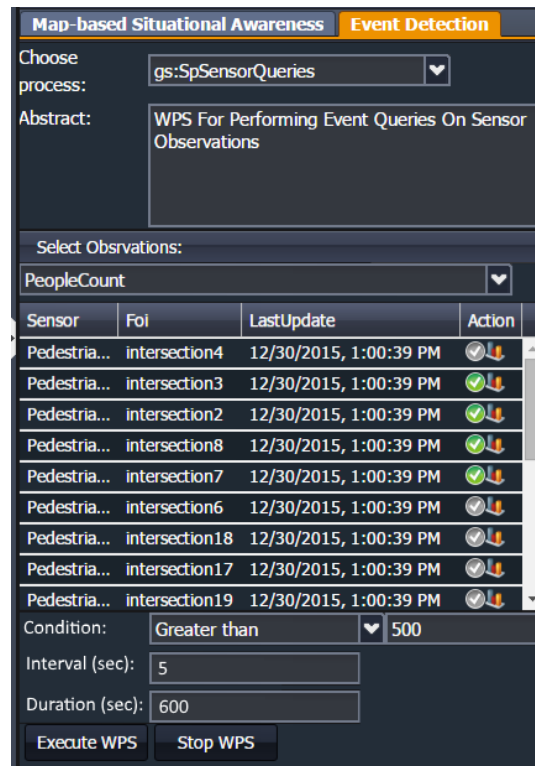 Map-based Situational Awareness Event Detection
Choose
process:
gs:SpSensorQueries
Abstract:
WPS For Performing Event Queries On Sensor
Observations
Select Obsrvations:
PeopleCount
Sensor Foi LastUpdate Action
Pedestria... intersection4 12/30/2015, 1:00:39 PM
Pedestria... intersection3 12/30/2015, 1:00:39 PM
Pedestria... intersection2 12/30/2015, 1:00:39 PM
Pedestria... intersection8 12/30/2015, 1:00:39 PM
Pedestria... intersection7 12/30/2015, 1:00:39 PM
Pedestria... intersection6 12/30/2015, 1:00:39 PM
Pedestria... intersection18 12/30/2015, 1:00:39 PM
Pedestria... intersection17 12/30/2015, 1:00:39 PM
Pedestria... intersection19 12/30/2015, 1:00:39 PM
Condition: Greater than 500
Interval (sec): 5
Duration (sec): 600
Execute WPS Stop WPS